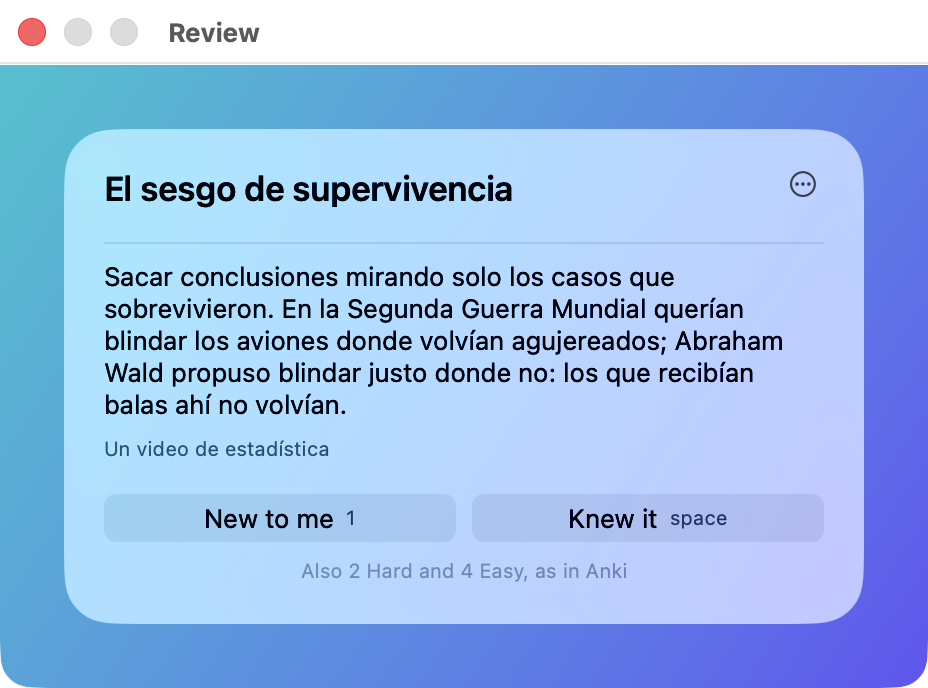 Review
El sesgo de supervivencia
Sacar conclusiones mirando solo los casos que
sobrevivieron. En la Segunda Guerra Mundial querían
blindar los aviones donde volvían agujereados; Abraham
Wald propuso blindar justo donde no: los que recibían
balas ahí no volvían.
Un video de estadística
New to me 1
Knew it space
Also 2 Hard and 4 Easy, as in Anki